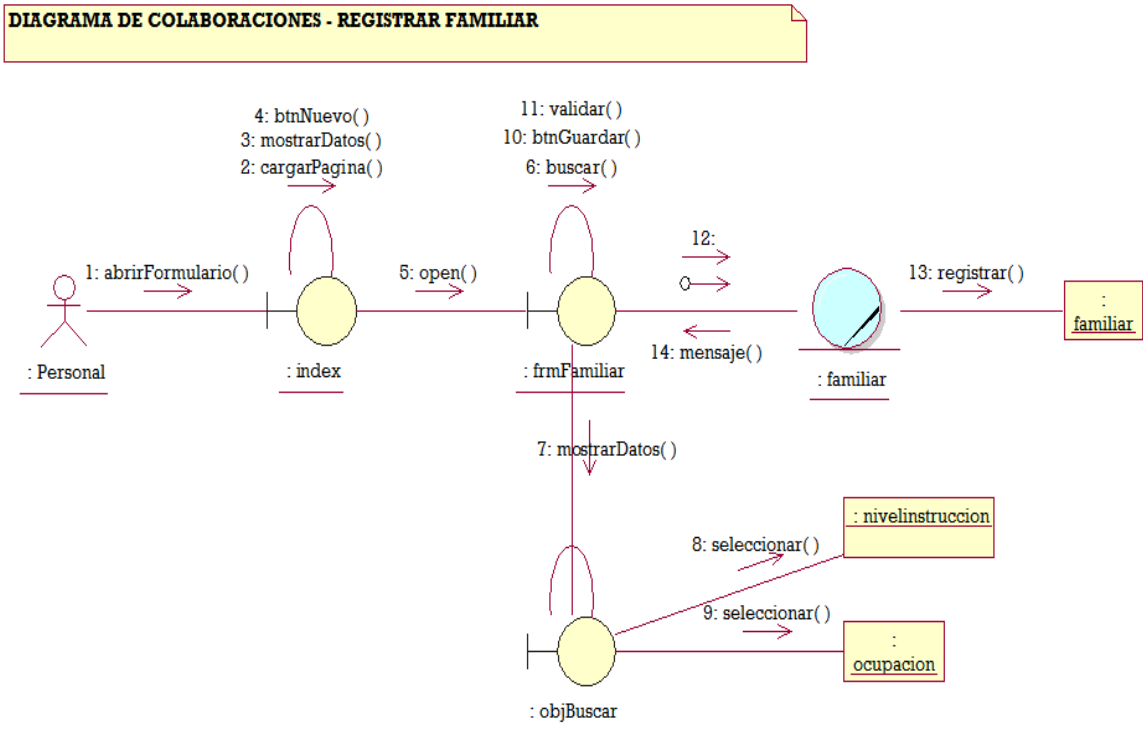 DIAGRAMA DE COLABORACIONES - REGISTRAR FAMILIAR
4: btnNuevo( )
3: mostrarDatos( )
2: cargarPagina( )
11: validar( )
10: btnGuardar( )
6: buscar( )
12:
1: abrirFormulario( )
5: open( )
13: registrar( )
:
familiar
14: mensaje( )
: Personal
: index
: frmFamiliar
: familiar
7: mostrarDatos( )
: nivelinstruccion
8: seleccionar( )
9: seleccionar( )
:
ocupacion
: objBuscar